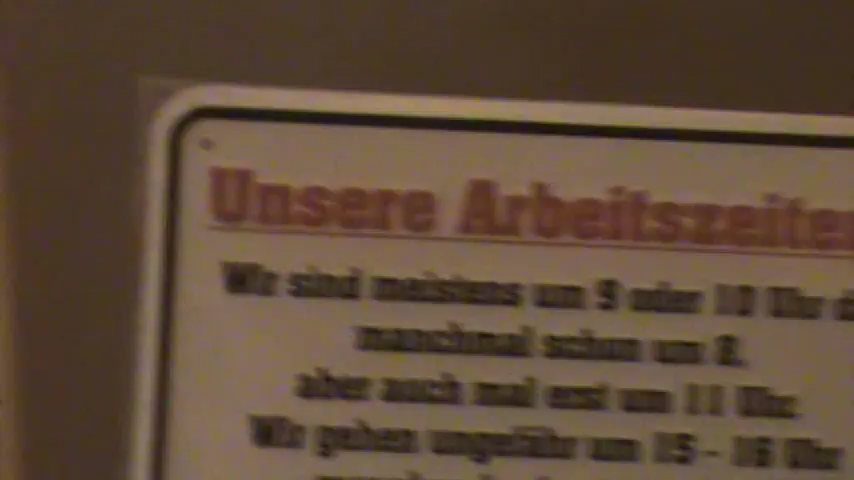 Unsere Arbeitszeiten
Wir sind meistens um 9 oder 10 Uhr d
manchmal schon um 8.
aber auch mal erst um 11 Uhr.
Wir gehen ungefähr um 15 - 16 Uhr